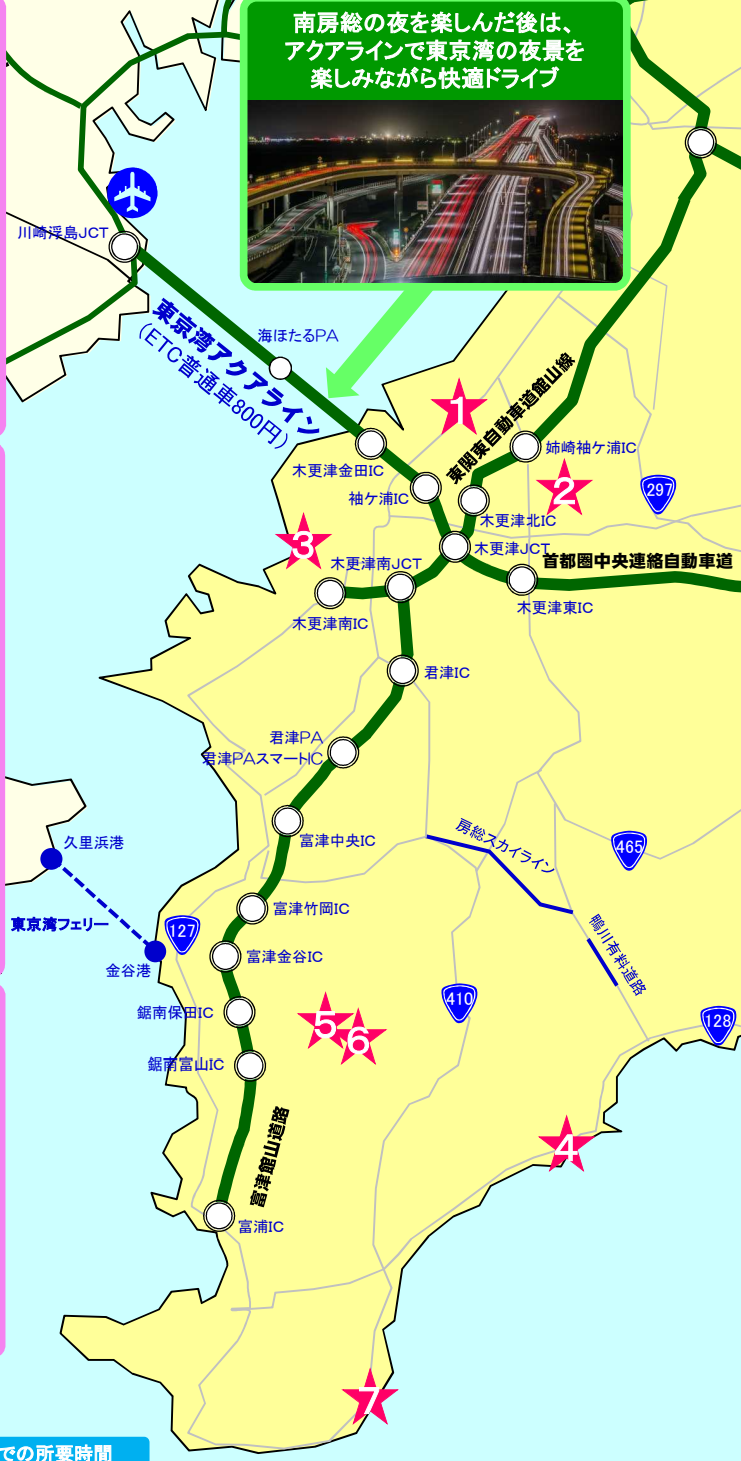 南房総の夜を楽しんだ後は、
アクアラインで東京湾の夜景を
楽しみながら快適ドライブ
川崎浮島JCT
東京湾アクアライン
(ETC普通車800円)
海ほたるPA
1
東関東自動車道館山線
木更津金田IC
姉崎袖ケ浦IC
袖ケ浦IC
2
297
木更津北IC
3
木更津JCT
木更津南JCT
首都圏中央連絡自動車道
木更津南IC
木更津東IC
君津IC
君津PA
君津PAスマートIC
富津中央IC
房総スカイライン
465
久里浜港
東京湾フェリー
127
富津竹岡IC
鴨川有料道路
金谷港
富津金谷IC
410
鋸南保田IC
5
6
128
鋸南富山IC
富津館山道路
4
富浦IC
7
での所要時間